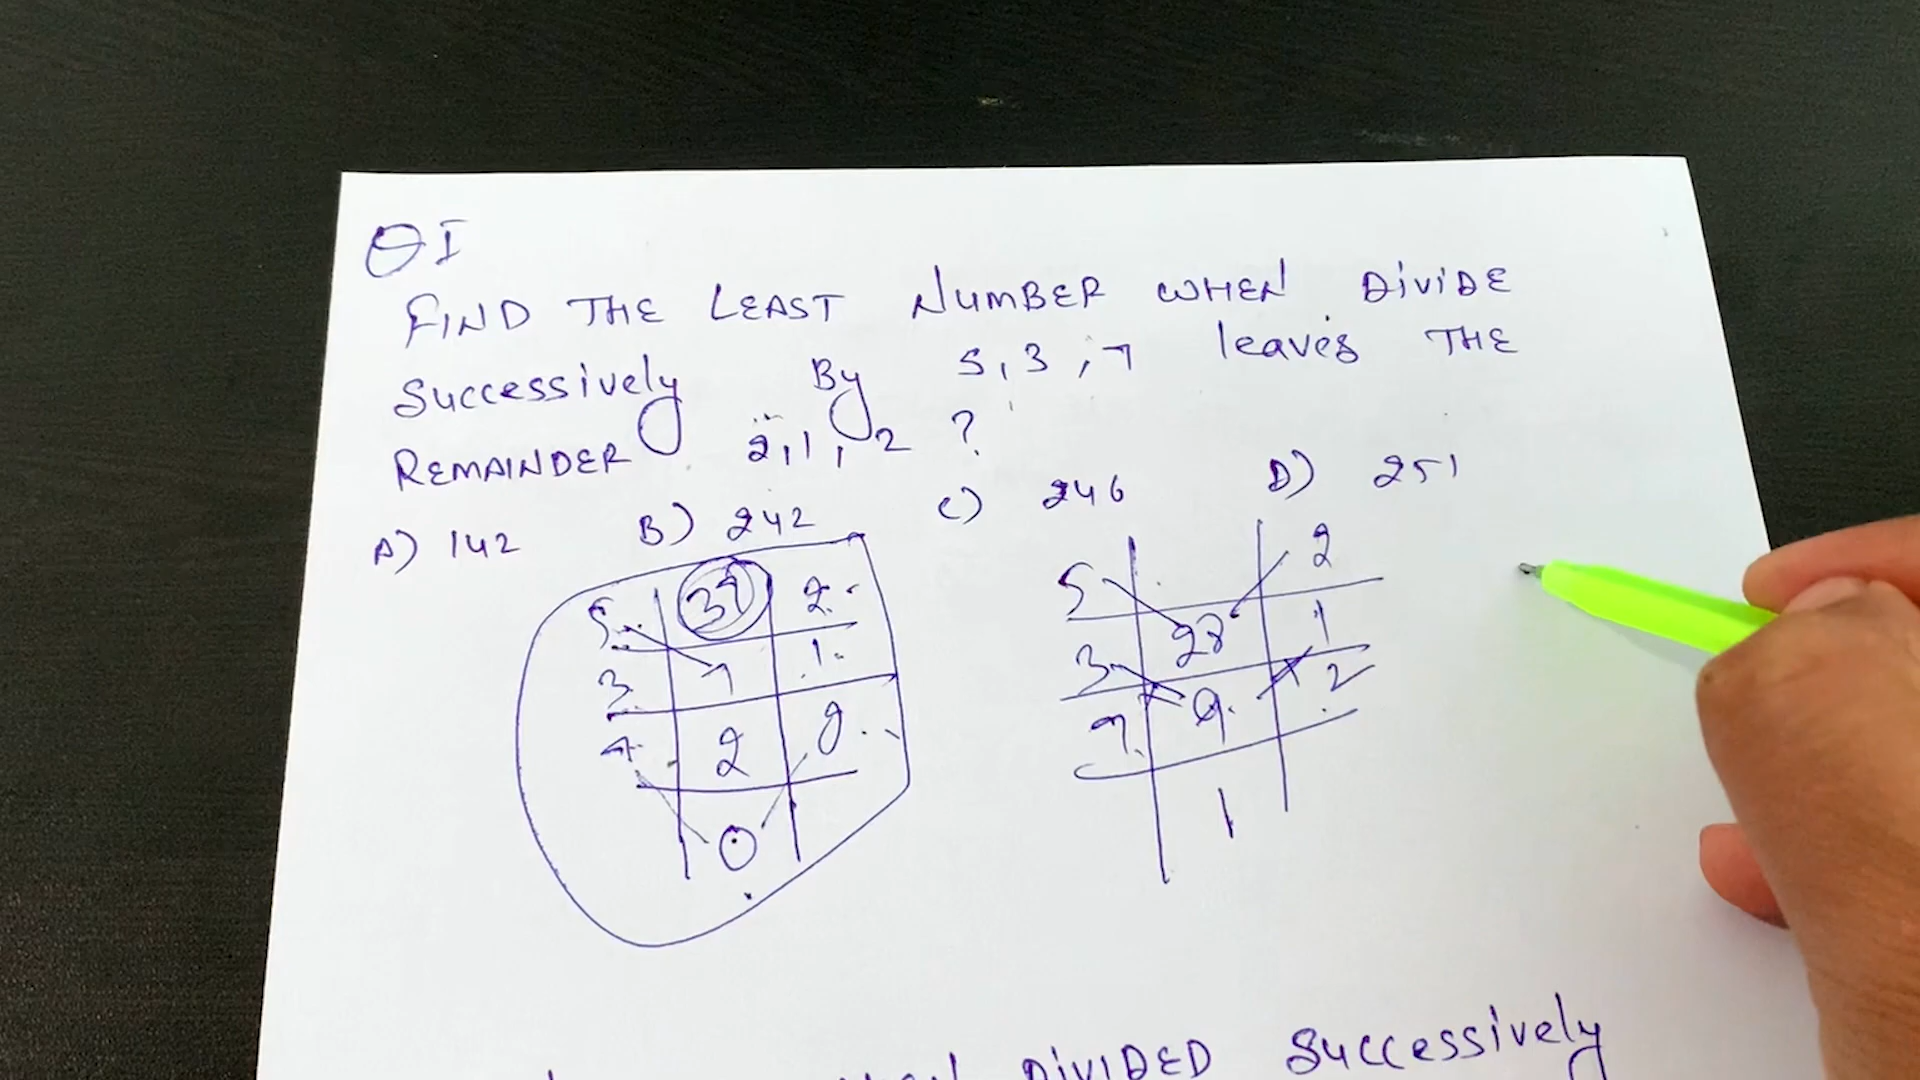 Q1
FIND THE LEAST NUMBER WHEN DIVIDE
SUCCESSIVELY By 5,3,7 leaves THE
REMAINDER 2,1,2 ?
A) 142 B) 242 C) 246 D) 251
5 37 2
3 7 1
4 2 2
0
5 2
3 28 1
7 9 2
1
DIVIDED SUCCESSIVELY